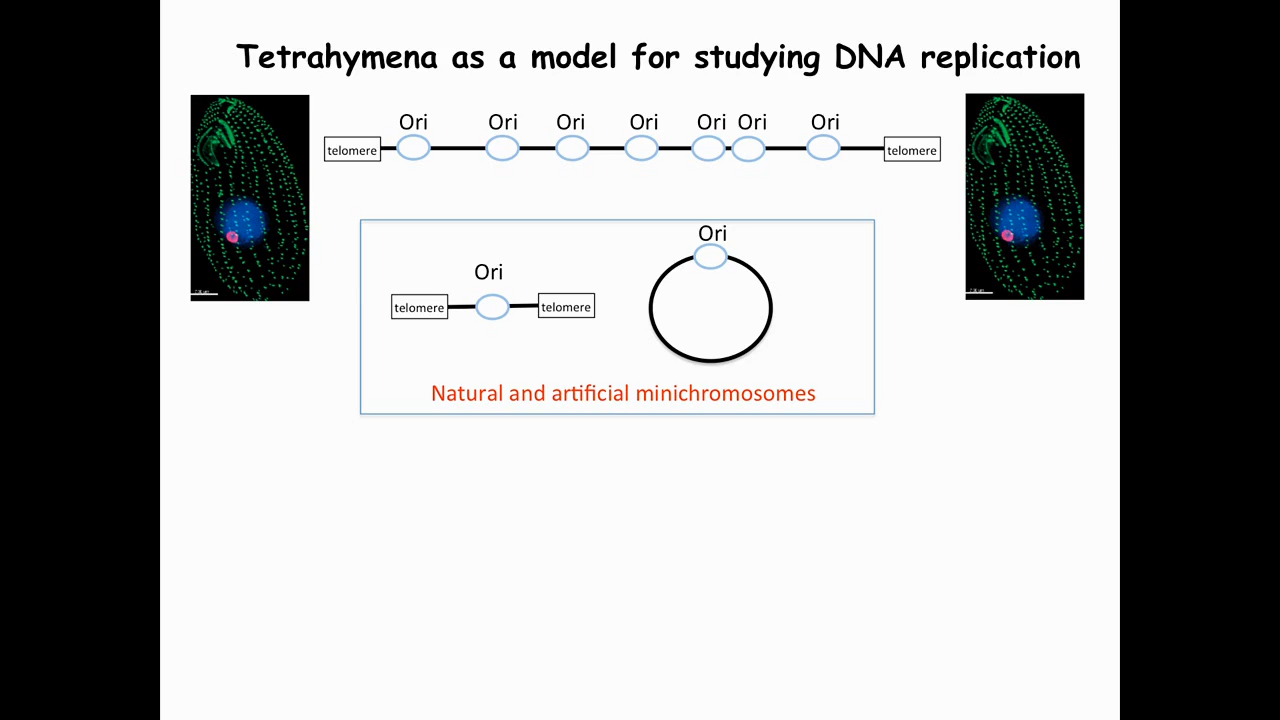 Tetrahymena as a model for studying DNA replication
Ori Ori Ori Ori Ori Ori Ori
telomere telomere
Ori
Ori
telomere telomere
Natural and artificial minichromosomes